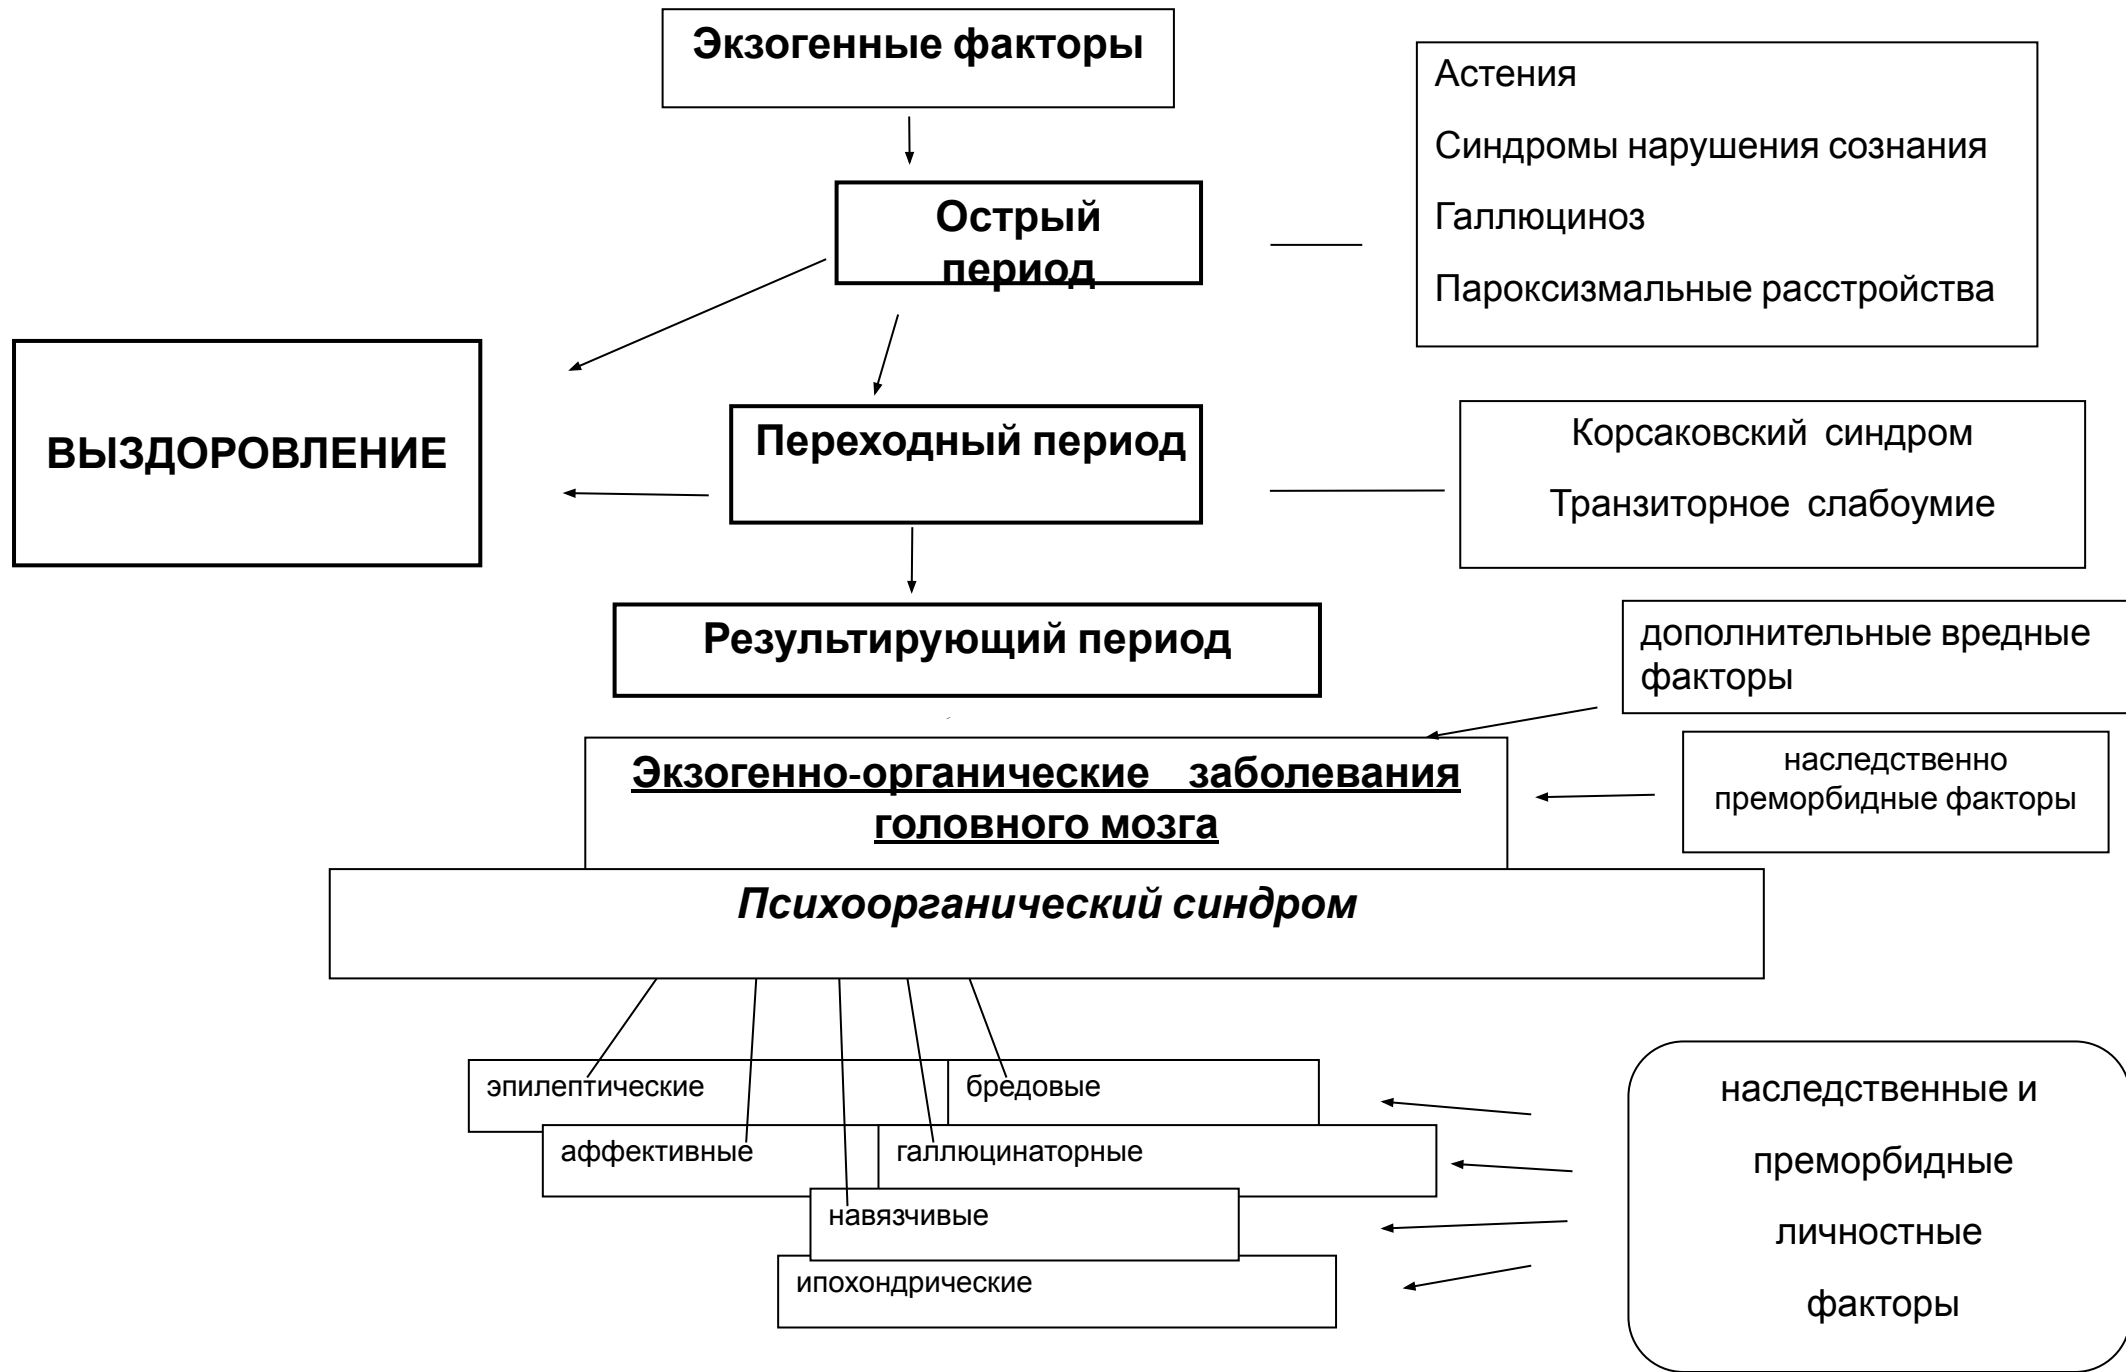 Экзогенные факторы
Астения
Синдромы нарушения сознания
Галлюциноз
Пароксизмальные расстройства
Острый
период
ВЫЗДОРОВЛЕНИЕ
Переходный период
Корсаковский синдром
Транзиторное слабоумие
Результирующий период
дополнительные вредные
факторы
Экзогенно-органические заболевания
головного мозга
наследственно
преморбидные факторы
Психоорганический синдром
эпилептические
бредовые
аффективные
галлюцинаторные
навязчивые
ипохондрические
наследственные и
преморбидные
личностные
факторы